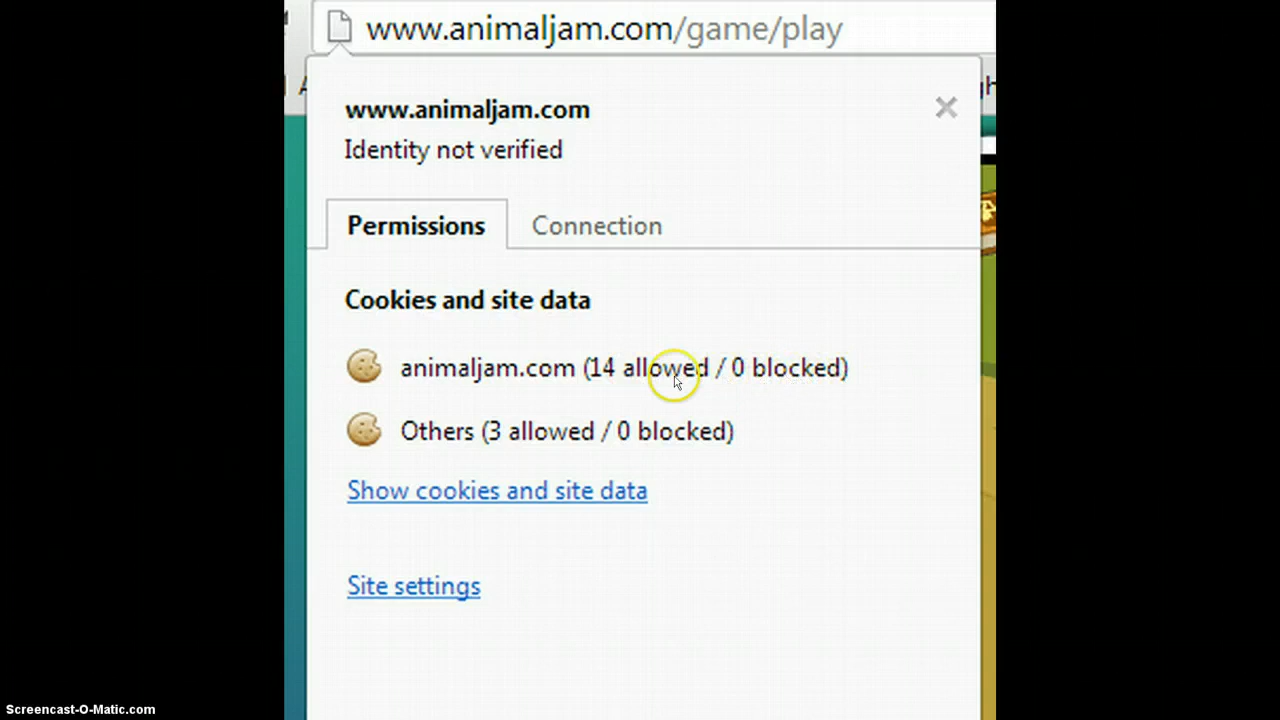 www.animaljam.com/game/play
www.animaljam.com
Identity not verified
Permissions Connection
Cookies and site data
animaljam.com (14 allowed / 0 blocked)
Others (3 allowed / 0 blocked)
Show cookies and site data
Site settings
Screencast-O-Matic.com